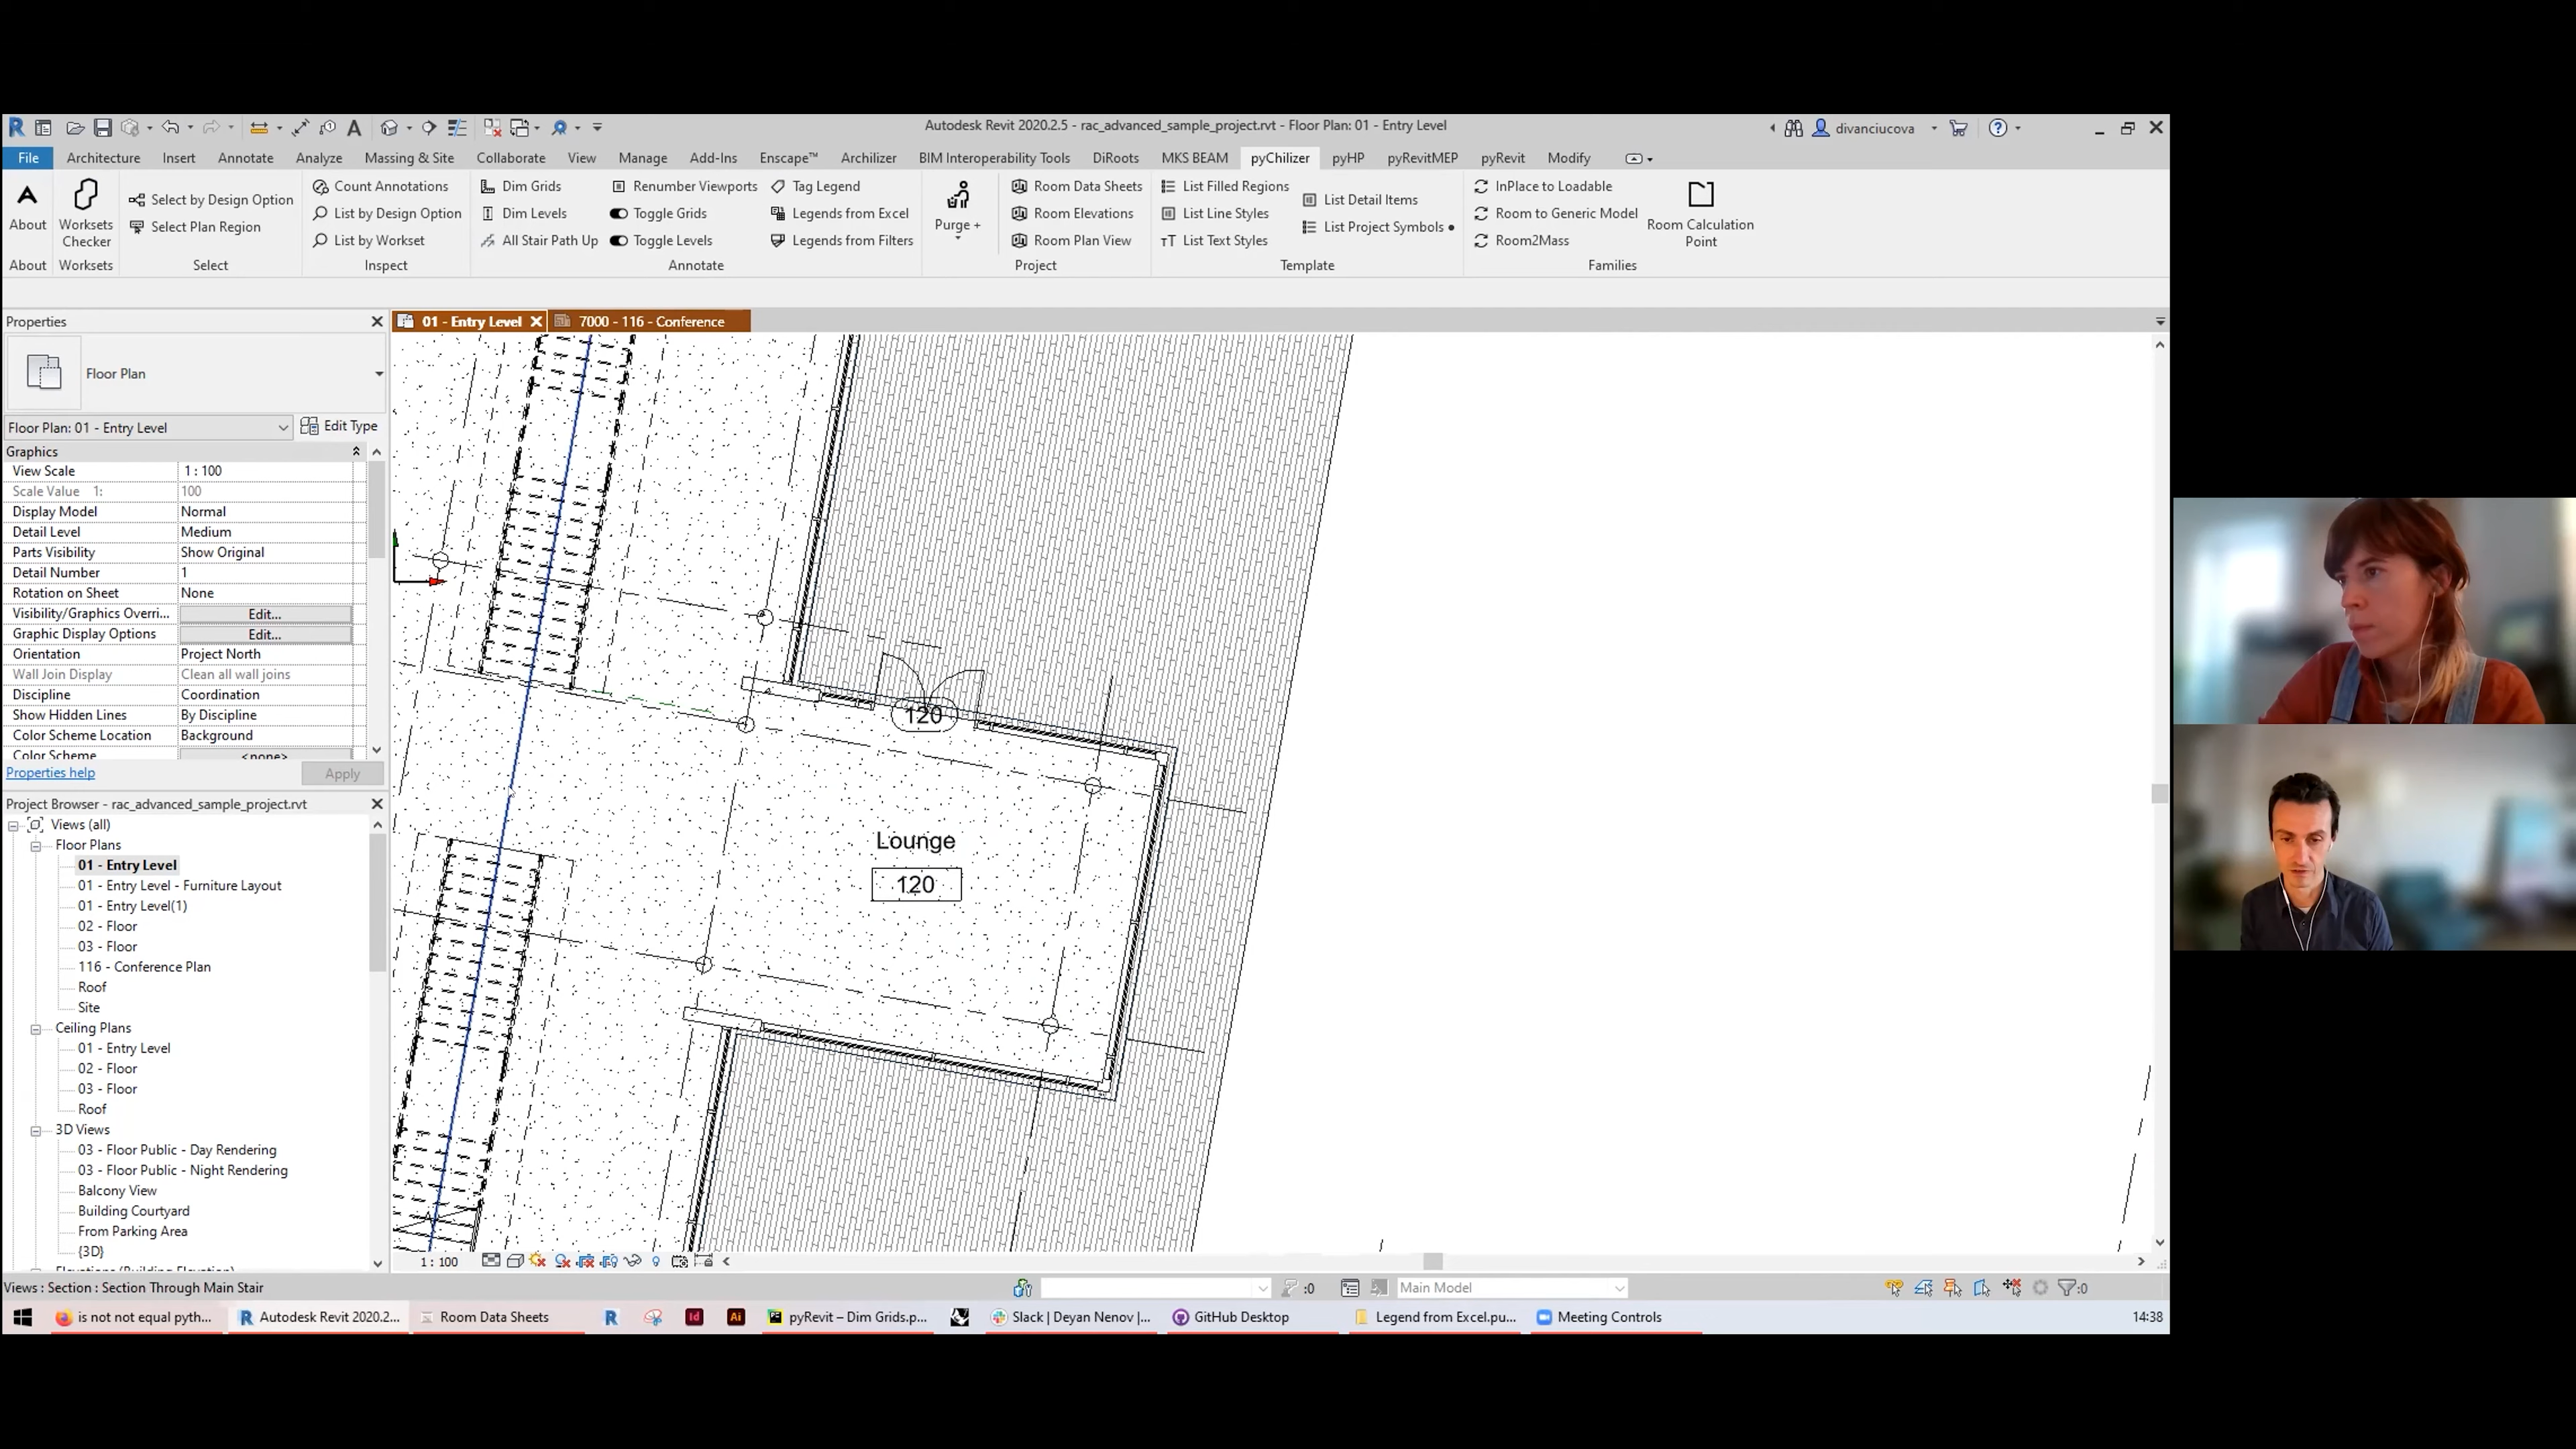 Autodesk Revit 2020.2.5 - rac_advanced_sample_project.rvt - Floor Plan: 01 - Entry Level
divanciucova
File Architecture Insert Annotate Analyze Massing & Site Collaborate View Manage Add-Ins Enscape™ Archilizer BIM Interoperability Tools DiRoots MKS BEAM pyChilizer pyHP pyRevitMEP pyRevit Modify
About
Worksets
Checker
Select by Design Option
Select Plan Region
Count Annotations
List by Design Option
List by Workset
Dim Grids
Dim Levels
All Stair Path Up
Renumber Viewports
Toggle Grids
Toggle Levels
Tag Legend
Legends from Excel
Legends from Filters
Purge +
Room Data Sheets
Room Elevations
Room Plan View
List Filled Regions
List Line Styles
List Text Styles
List Detail Items
List Project Symbols
InPlace to Loadable
Room to Generic Model
Room2Mass
Room Calculation
Point
About Worksets Select Inspect Annotate Project Template Families
Properties
Floor Plan
Floor Plan: 01 - Entry Level
Edit Type
Graphics
View Scale 1 : 100
Scale Value 1: 100
Display Model Normal
Detail Level Medium
Parts Visibility Show Original
Detail Number 1
Rotation on Sheet None
Visibility/Graphics Overri... Edit...
Graphic Display Options Edit...
Orientation Project North
Wall Join Display Clean all wall joins
Discipline Coordination
Show Hidden Lines By Discipline
Color Scheme Location Background
Color Scheme <none>
Properties help
Apply
Project Browser - rac_advanced_sample_project.rvt
Views (all)
Floor Plans
01 - Entry Level
01 - Entry Level - Furniture Layout
01 - Entry Level(1)
02 - Floor
03 - Floor
116 - Conference Plan
Roof
Site
Ceiling Plans
01 - Entry Level
02 - Floor
03 - Floor
Roof
3D Views
03 - Floor Public - Day Rendering
03 - Floor Public - Night Rendering
Balcony View
Building Courtyard
From Parking Area
{3D}
Elevations (Building Elevation)
01 - Entry Level
7000 - 116 - Conference
120
Lounge
120
1 : 100
Views : Section : Section Through Main Stair
:0
Main Model
:0
is not not equal pyth...
Autodesk Revit 2020.2...
Room Data Sheets
pyRevit – Dim Grids.p...
Slack | Deyan Nenov |...
GitHub Desktop
Legend from Excel.pu...
Meeting Controls
14:38